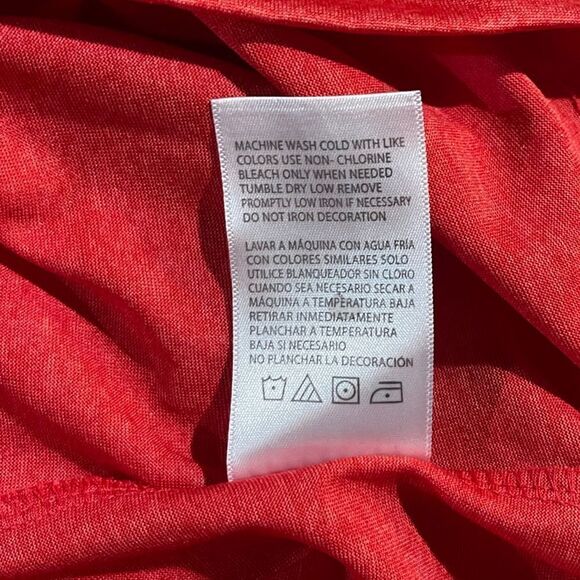 MACHINE WASH COLD WITH LIKE
COLORS USE NON- CHLORINE
BLEACH ONLY WHEN NEEDED
TUMBLE DRY LOW REMOVE
PROMPTLY LOW IRON IF NECESSARY
DO NOT IRON DECORATION
LAVAR A MÁQUINA CON AGUA FRÍA
CON COLORES SIMILARES SOLO
UTILICE BLANQUEADOR SIN CLORO
CUANDO SEA NECESARIO SECAR A
MÁQUINA A TEMPERATURA BAJA
RETIRAR INMEDIATAMENTE
PLANCHAR A TEMPERATURA
BAJA SI NECESARIO
NO PLANCHAR LA DECORACIÓN